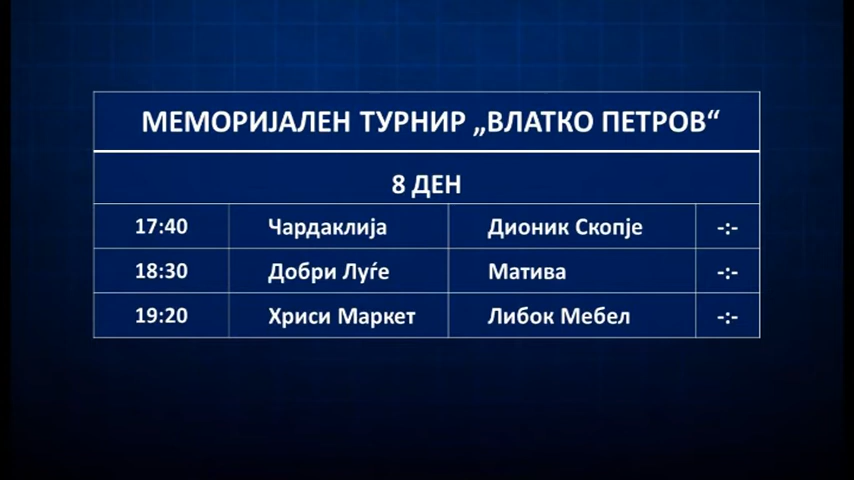 МЕМОРИЈАЛЕН ТУРНИР „ВЛАТКО ПЕТРОВ“
8 ДЕН
17:40 Чардаклија Дионик Скопје -:-
18:30 Добри Луѓе Матива -:-
19:20 Хриси Маркет Либок Мебел -:-